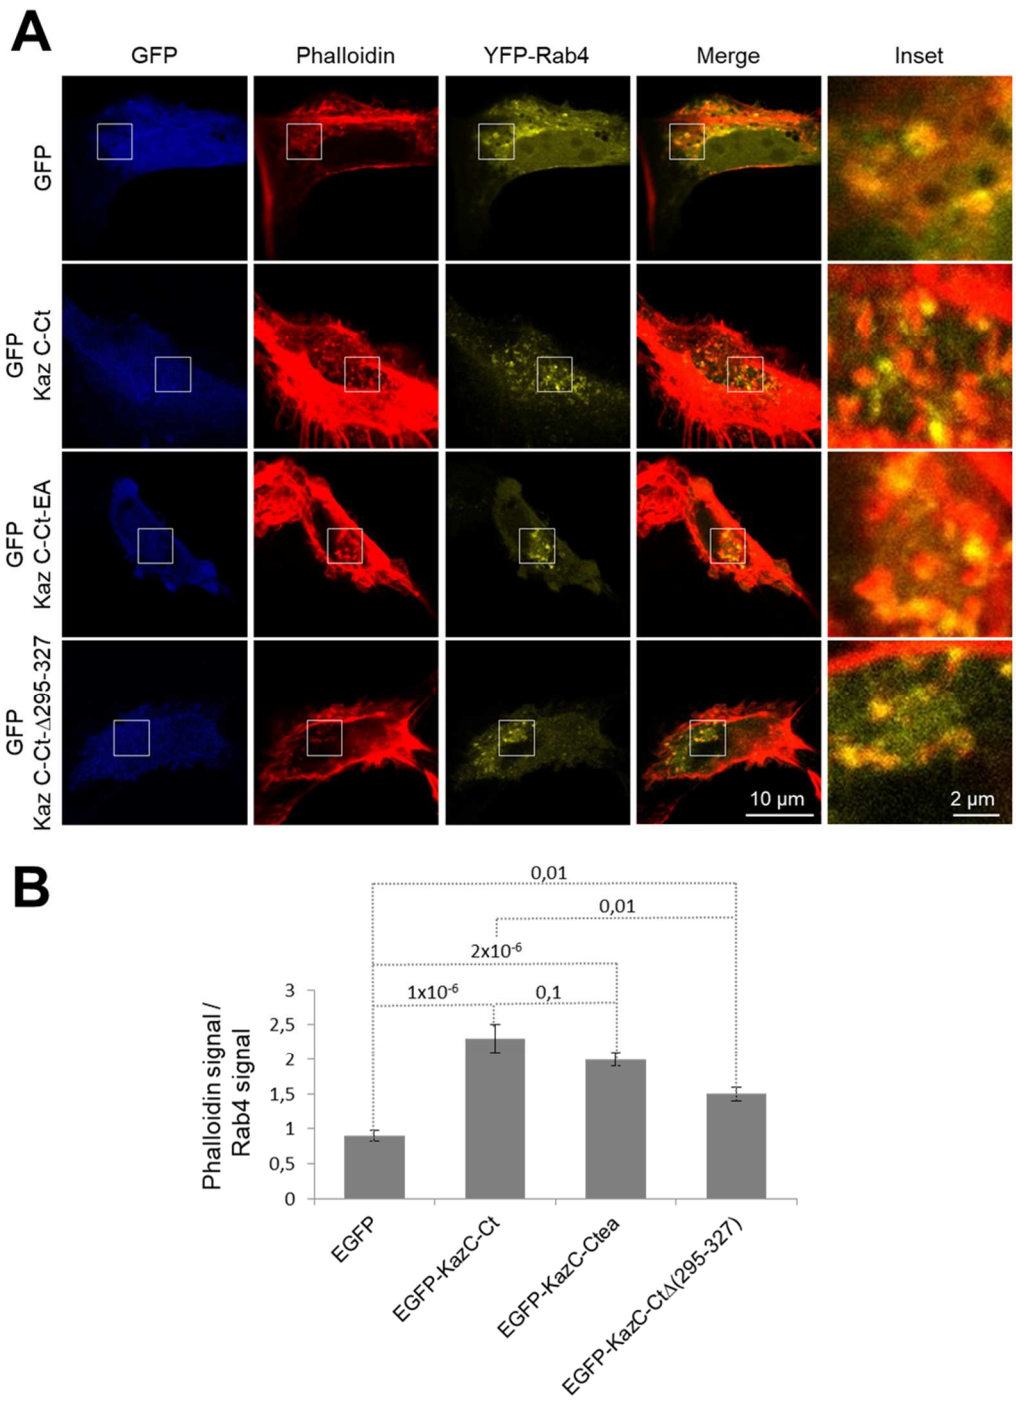 A
GFP Phalloidin YFP-Rab4 Merge Inset
GFP
GFP
Kaz C-Ct
GFP
Kaz C-Ct-EA
GFP
Kaz C-Ct-Δ295-327
10 µm
2 µm
B
0,01
0,01
2x10⁻⁶
1x10⁻⁶ 0,1
Phalloidin signal /
Rab4 signal
3
2,5
2
1,5
1
0,5
0
EGFP
EGFP-KazC-Ct
EGFP-KazC-Ctea
EGFP-KazC-CtΔ(295-327)